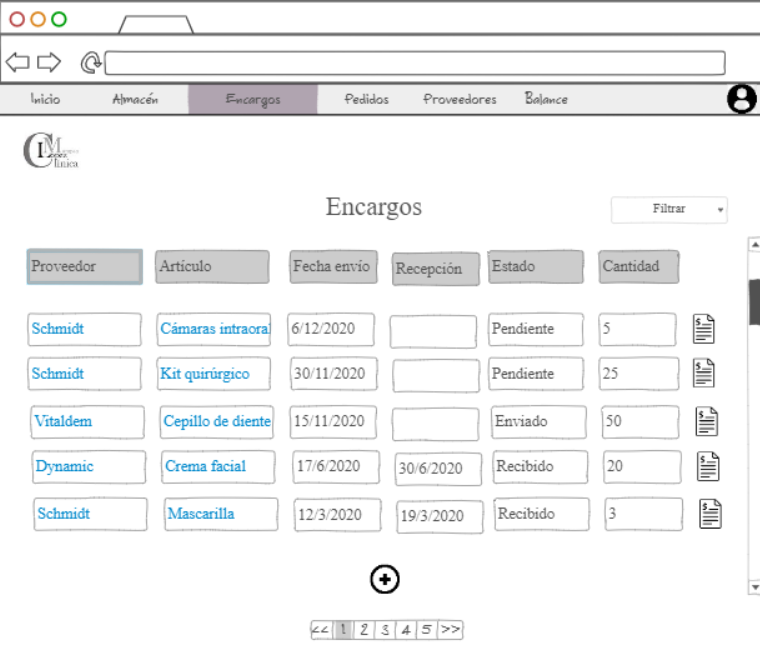 Inicio Almacén Encargos Pedidos Proveedores Balance
CIM
López
Clínica
Encargos
Filtrar
Proveedor Artículo Fecha envío Recepción Estado Cantidad
Schmidt Cámaras intraoral 6/12/2020 Pendiente 5
Schmidt Kit quirúrgico 30/11/2020 Pendiente 25
Vitaldem Cepillo de diente 15/11/2020 Enviado 50
Dynamic Crema facial 17/6/2020 30/6/2020 Recibido 20
Schmidt Mascarilla 12/3/2020 19/3/2020 Recibido 3
<< 1 2 3 4 5 >>